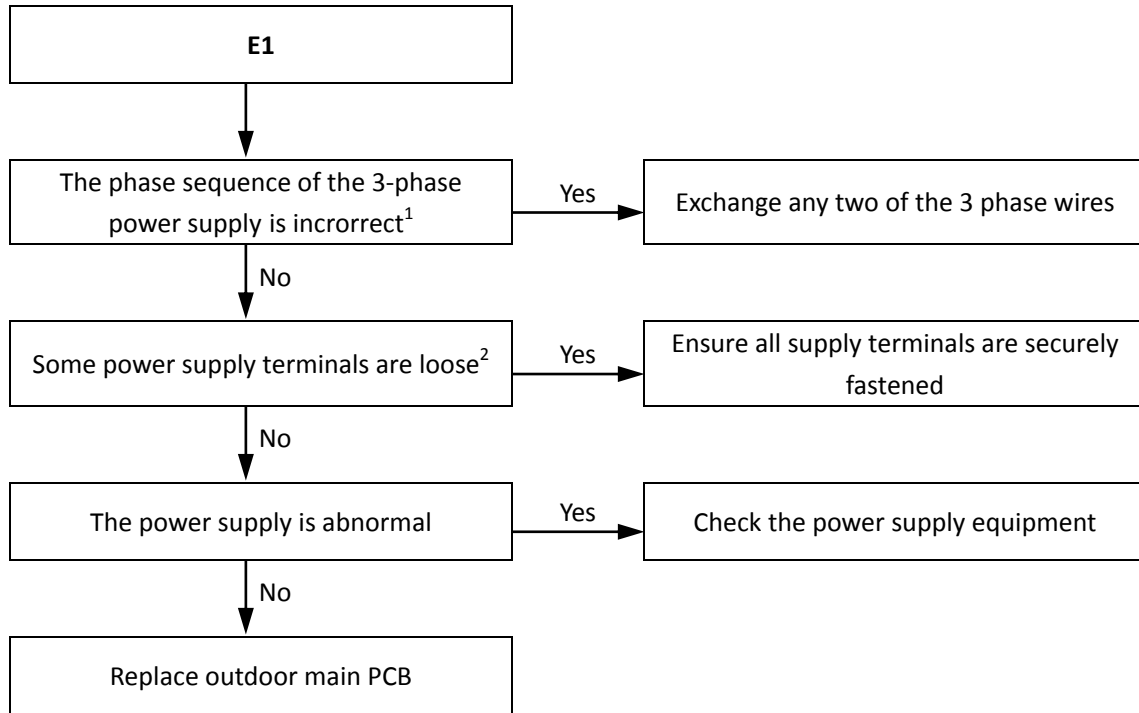 E1
The phase sequence of the 3-phase
power supply is incrorrect¹
Yes
Exchange any two of the 3 phase wires
No
Some power supply terminals are loose²
Yes
Ensure all supply terminals are securely
fastened
No
The power supply is abnormal
Yes
Check the power supply equipment
No
Replace outdoor main PCB